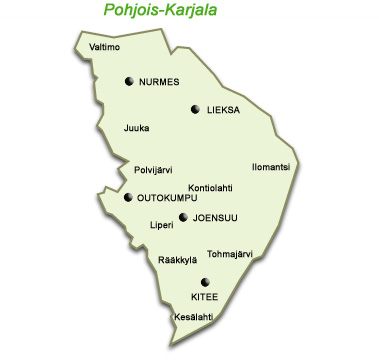 Pohjois-Karjala
Valtimo
NURMES
LIEKSA
Juuka
Polvijärvi
Ilomantsi
Kontiolahti
OUTOKUMPU
JOENSUU
Liperi
Tohmajärvi
Rääkkylä
KITEE
Kesälahti